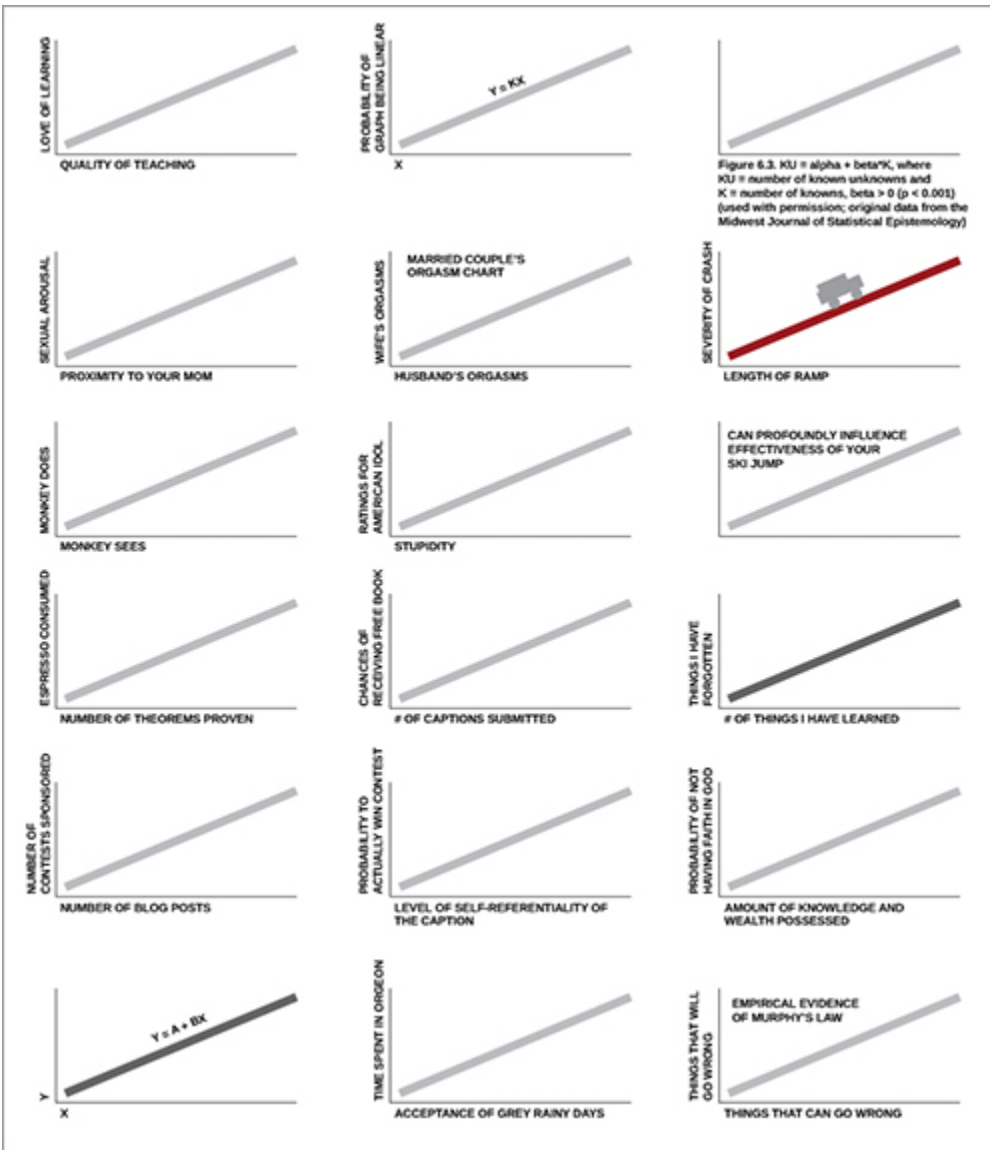 LOVE OF LEARNING
QUALITY OF TEACHING
PROBABILITY OF
GRAPH BEING LINEAR
Y = KX
X
Figure 6.3. KU = alpha + beta*K, where
KU = number of known unknowns and
K = number of knowns, beta > 0 (p < 0.001)
(used with permission; original data from the
Midwest Journal of Statistical Epistemology)
SEXUAL AROUSAL
PROXIMITY TO YOUR MOM
MARRIED COUPLE'S
ORGASM CHART
WIFE'S ORGASMS
HUSBAND'S ORGASMS
SEVERITY OF CRASH
LENGTH OF RAMP
MONKEY DOES
MONKEY SEES
RATINGS FOR
AMERICAN IDOL
STUPIDITY
CAN PROFOUNDLY INFLUENCE
EFFECTIVENESS OF YOUR
SKI JUMP
ESPRESSO CONSUMED
NUMBER OF THEOREMS PROVEN
CHANCES OF
RECEIVING FREE BOOK
# OF CAPTIONS SUBMITTED
THINGS I HAVE
FORGOTTEN
# OF THINGS I HAVE LEARNED
NUMBER OF
CONTESTS SPONSORED
NUMBER OF BLOG POSTS
PROBABILITY TO
ACTUALLY WIN CONTEST
LEVEL OF SELF-REFERENTIALITY OF
THE CAPTION
PROBABILITY OF NOT
HAVING FAITH IN GOD
AMOUNT OF KNOWLEDGE AND
WEALTH POSSESSED
Y
Y = A + BX
X
TIME SPENT IN ORGEON
ACCEPTANCE OF GREY RAINY DAYS
THINGS THAT WILL
GO WRONG
EMPIRICAL EVIDENCE
OF MURPHY'S LAW
THINGS THAT CAN GO WRONG